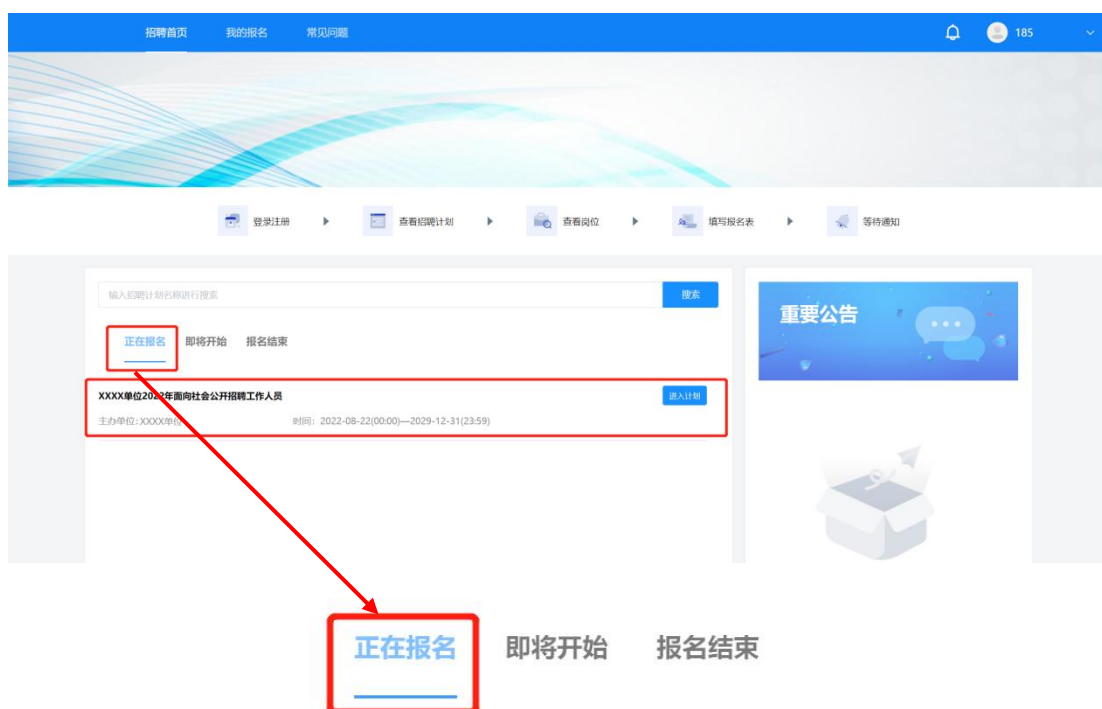 招聘首页 我的报名 常见问题 185
登录注册 查看招聘计划 查看岗位 填写报名表 等待通知
输入招聘计划名称进行搜索 搜索
重要公告
正在报名 即将开始 报名结束
XXXX单位2022年面向社会公开招聘工作人员 进入计划
主办单位: XXXX单位 时间: 2022-08-22(00:00)—2029-12-31(23:59)
正在报名 即将开始 报名结束